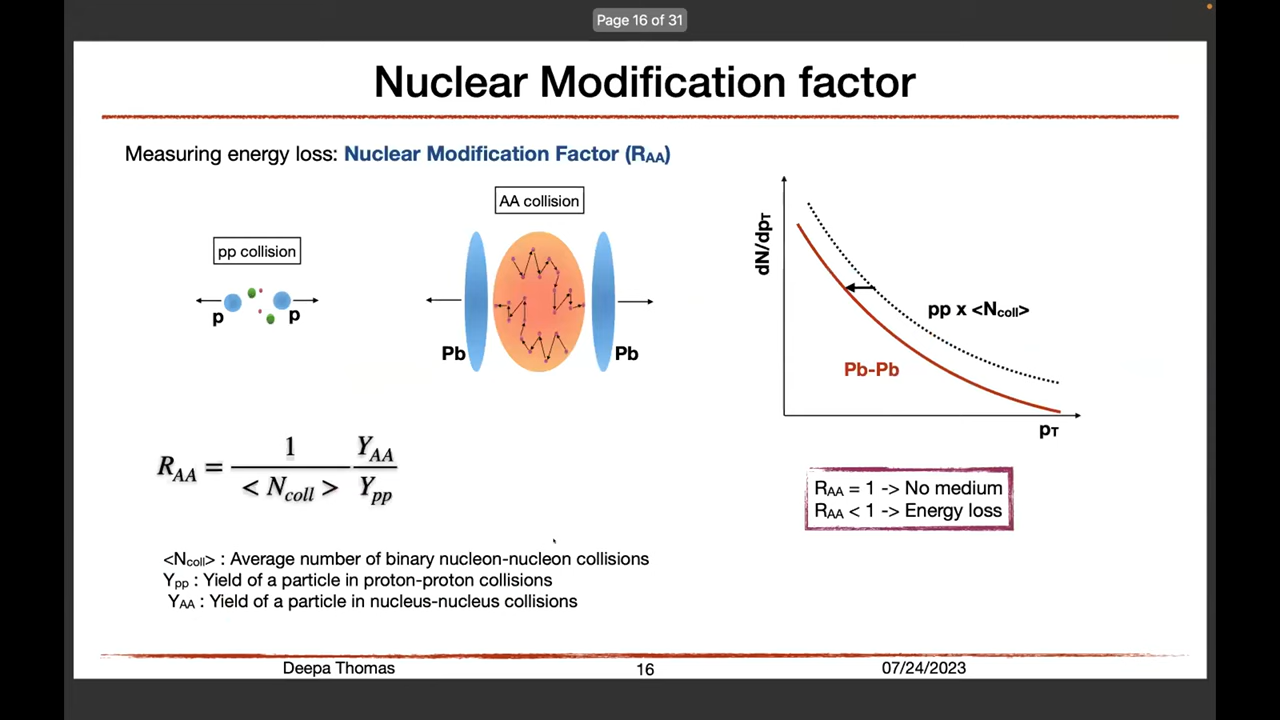 Page 16 of 31
Nuclear Modification factor
Measuring energy loss: Nuclear Modification Factor (RAA)
pp collision
p
p
AA collision
Pb
Pb
dN/dpT
pp x <Ncoll>
Pb-Pb
pT
RAA = 1 / < Ncoll > YAA / Ypp
RAA = 1 -> No medium
RAA < 1 -> Energy loss
<Ncoll> : Average number of binary nucleon-nucleon collisions
Ypp : Yield of a particle in proton-proton collisions
YAA : Yield of a particle in nucleus-nucleus collisions
Deepa Thomas
16
07/24/2023